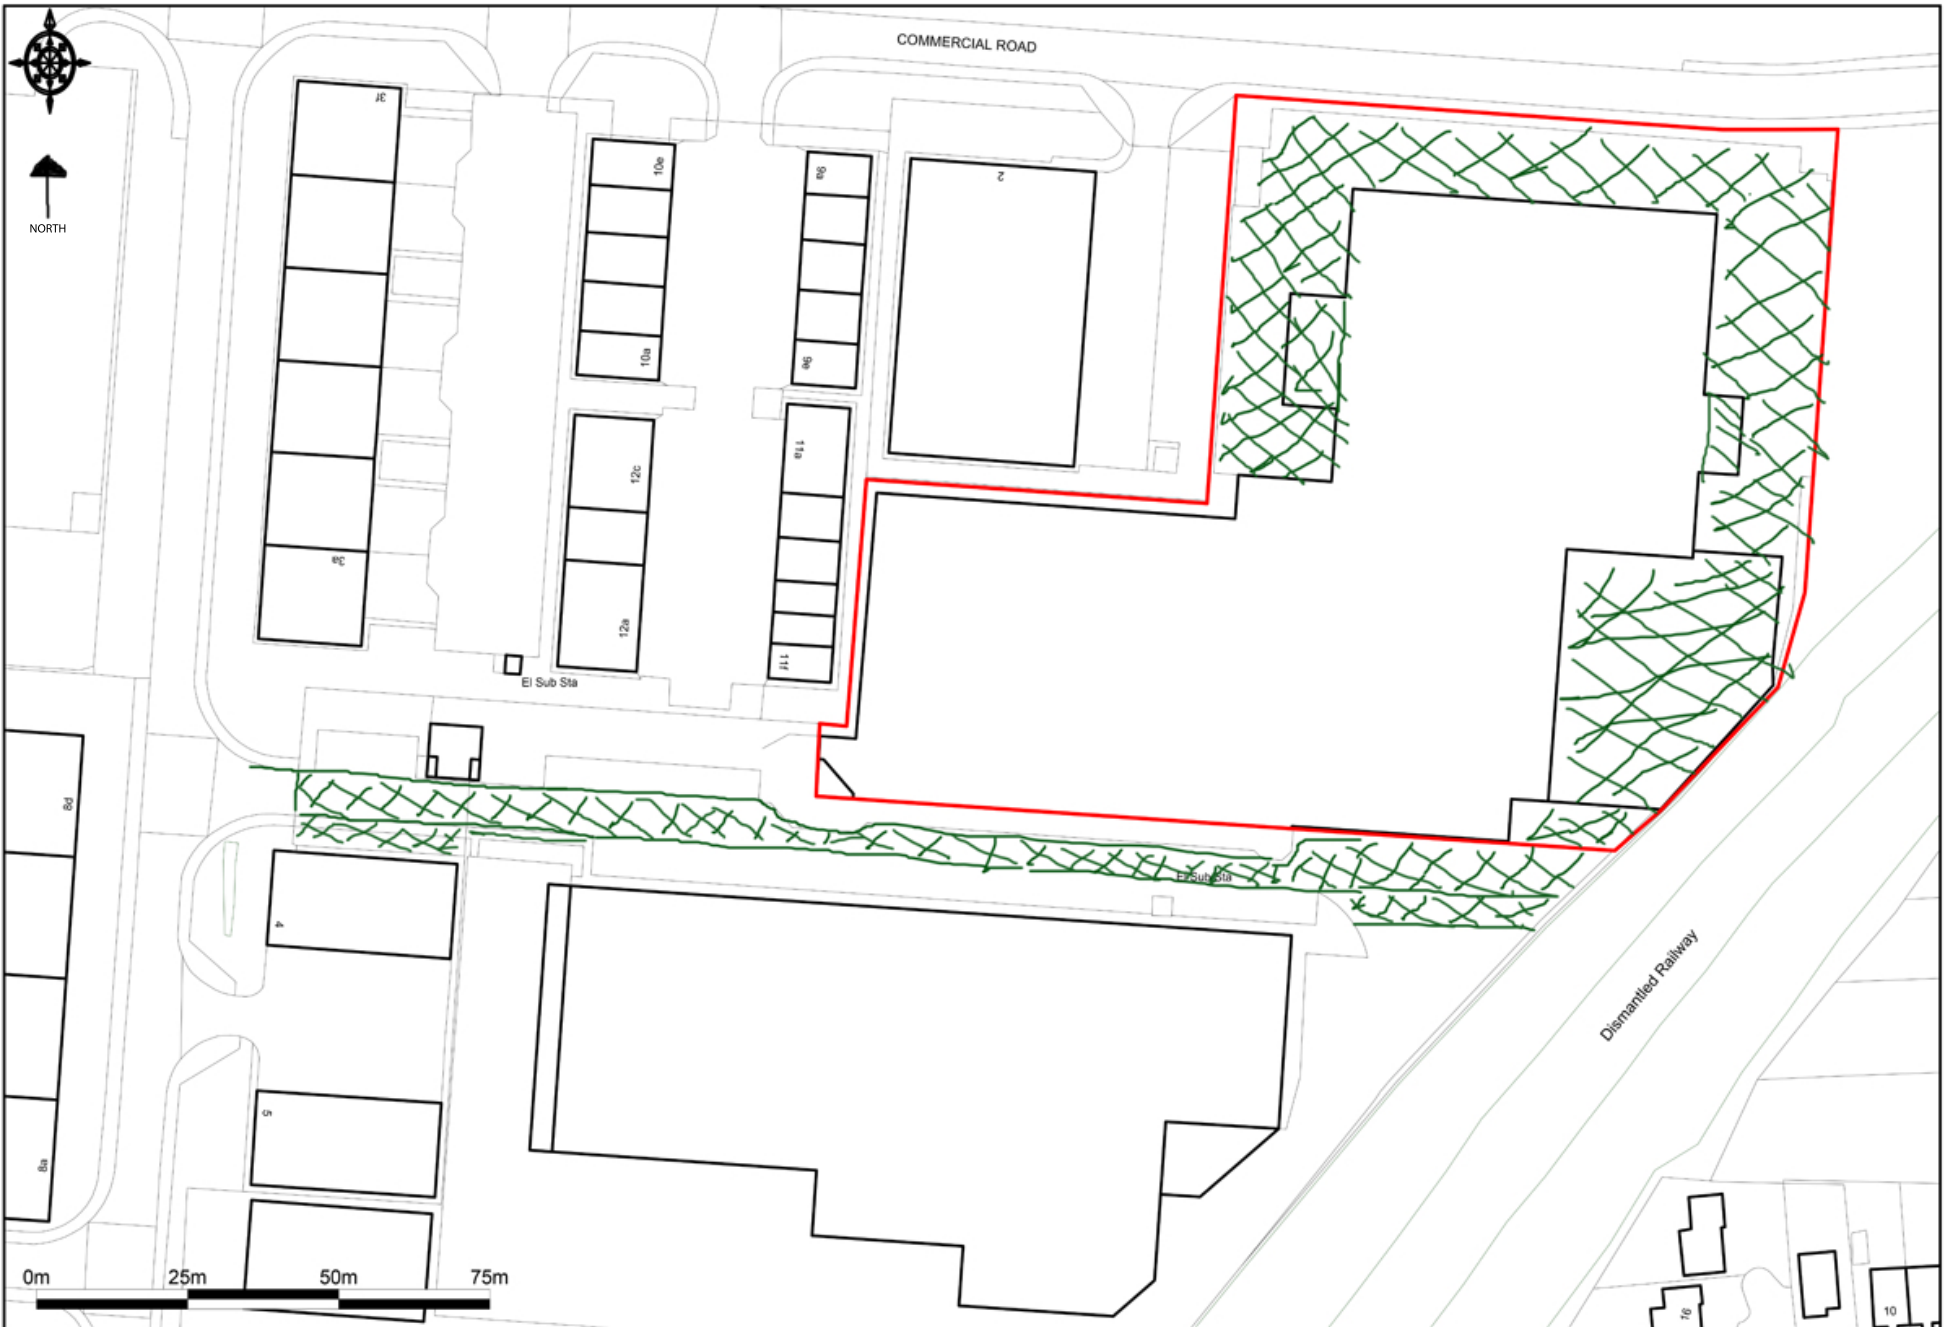 COMMERCIAL ROAD
3f
10e
9a
2
NORTH
10a
9e
12c
11a
3a
12a
11f
El Sub Sta
8d
El Sub Sta
4
Dismantled Railway
5
8a
0m 25m 50m 75m
16
10